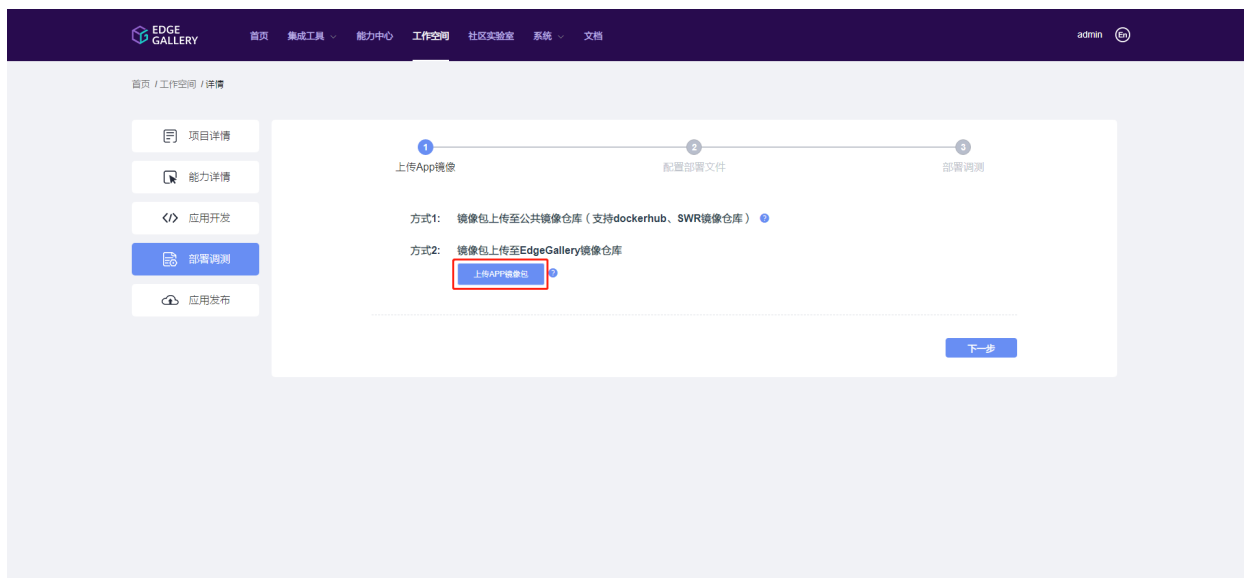 EDGE GALLERY 首页 集成工具 能力中心 工作空间 社区实验室 系统 文档 admin En
首页 / 工作空间 / 详情
项目详情
能力详情
应用开发
部署调测
应用发布
1 2 3
上传App镜像 配置部署文件 部署调测
方式1: 镜像包上传至公共镜像仓库（支持dockerhub、SWR镜像仓库） ?
方式2: 镜像包上传至EdgeGallery镜像仓库
上传APP镜像包 ?
下一步